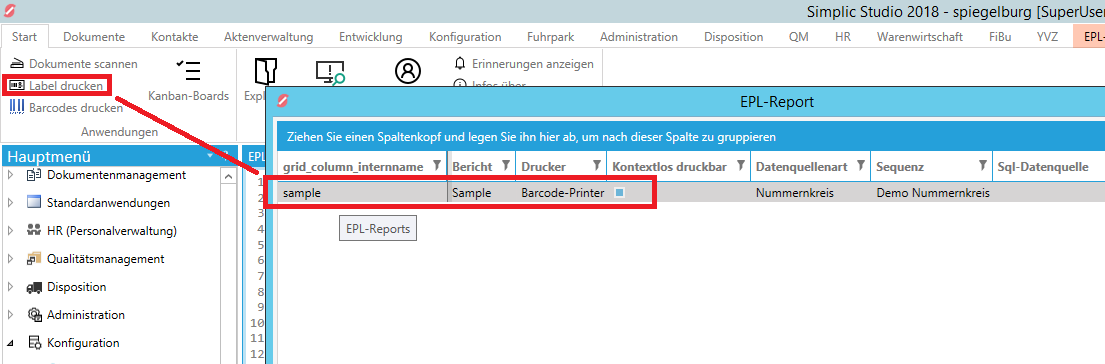 Simplic Studio 2018 - spiegelburg [SuperUser
Start Dokumente Kontakte Aktenverwaltung Entwicklung Konfiguration Fuhrpark Administration Disposition QM HR Warenwirtschaft FiBu YVZ EPL-
Dokumente scannen
Label drucken
Barcodes drucken
Anwendungen
Kanban-Boards
Erinnerungen anzeigen
Infos über
EPL-Report
Ziehen Sie einen Spaltenkopf und legen Sie ihn hier ab, um nach dieser Spalte zu gruppieren
grid_column_internname Bericht Drucker Kontextlos druckbar Datenquellenart Sequenz Sql-Datenquelle
sample Sample Barcode-Printer Nummernkreis Demo Nummernkreis
EPL-Reports
Hauptmenü
Dokumentenmanagement
Standardanwendungen
HR (Personalverwaltung)
Qualitätsmanagement
Disposition
Administration
Konfiguration
EPL
1
2
3
4
5
6
7
8
9
10
11
12